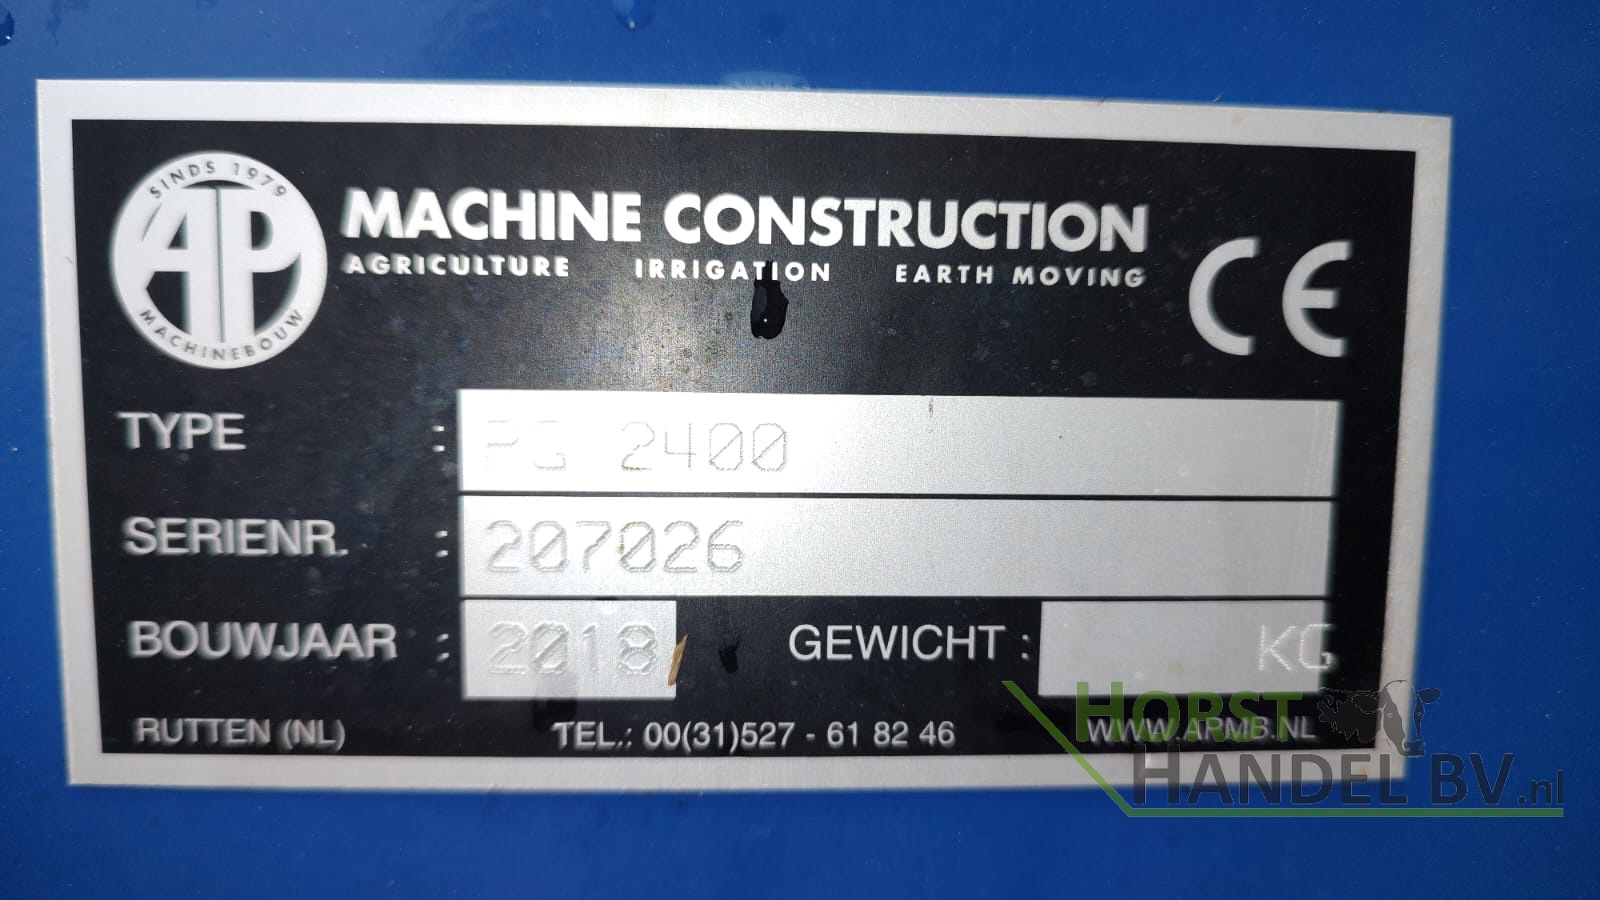 SINDS 1979
AP
MACHINEBOUW
MACHINE CONSTRUCTION
AGRICULTURE IRRIGATION EARTH MOVING
CE
TYPE : PG 2400
SERIENR. : 207026
BOUWJAAR : 2018 GEWICHT : KG
RUTTEN (NL) TEL.: 00(31)527 - 61 82 46 WWW.APMB.NL
HORST
HANDEL BV.nl